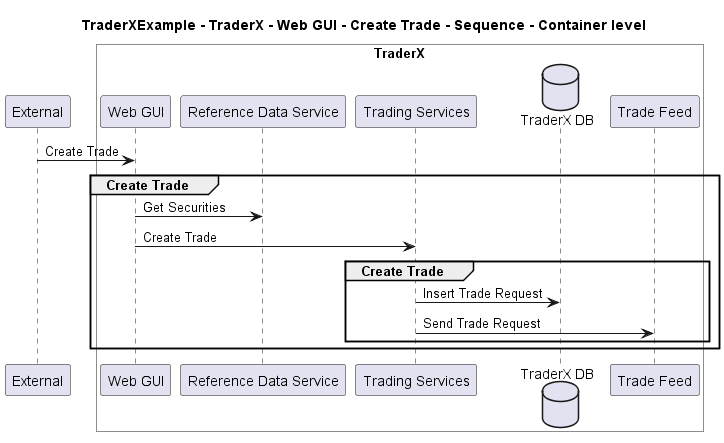 TraderXExample - TraderX - Web GUI - Create Trade - Sequence - Container level
TraderX
External
Web GUI
Reference Data Service
Trading Services
TraderX DB
Trade Feed
Create Trade
Create Trade
Get Securities
Create Trade
Create Trade
Insert Trade Request
Send Trade Request
External
Web GUI
Reference Data Service
Trading Services
TraderX DB
Trade Feed